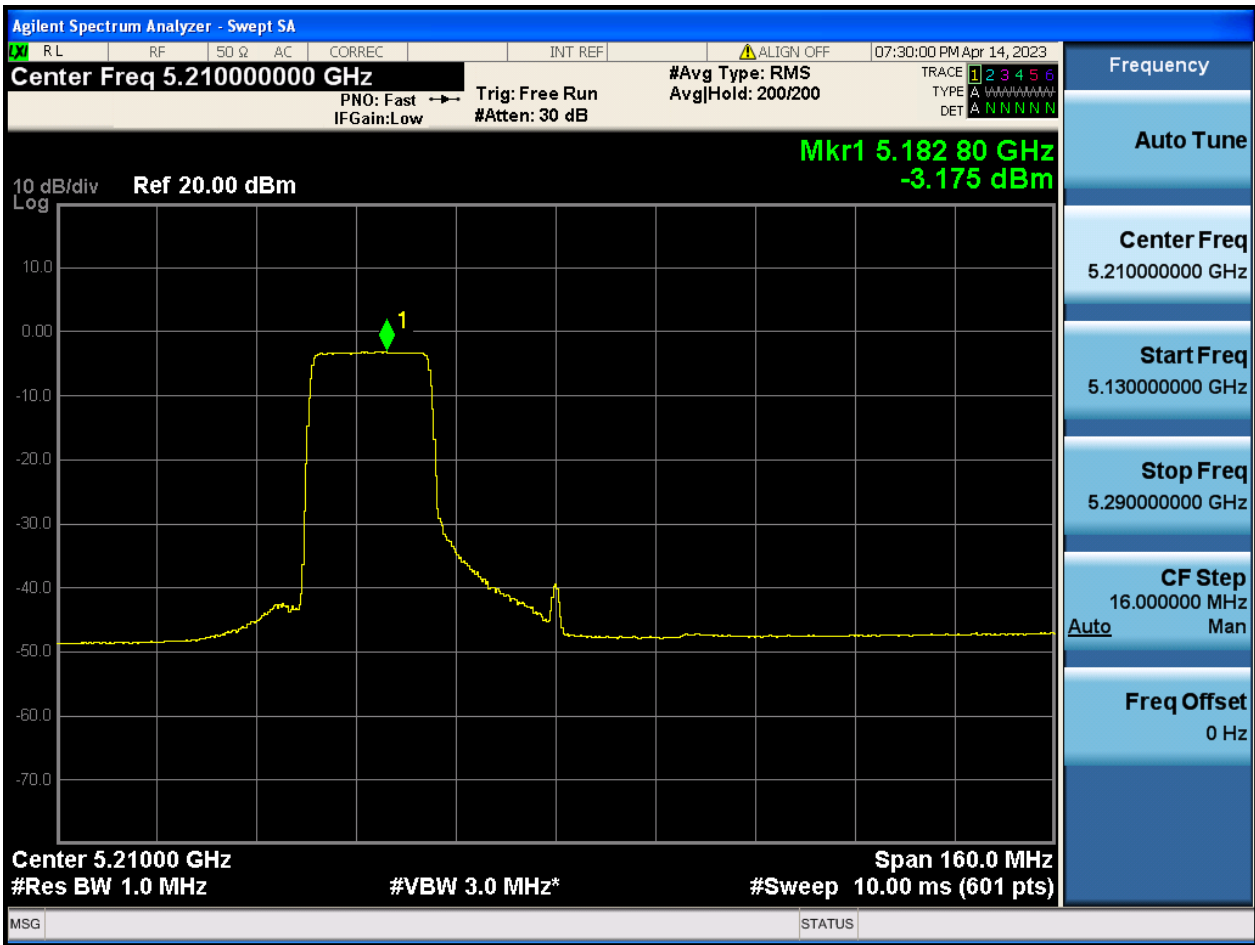 Agilent Spectrum Analyzer - Swept SA
LXI RL RF 50 Ω AC CORREC INT REF ALIGN OFF 07:30:00 PM Apr 14, 2023
Center Freq 5.210000000 GHz
PNO: Fast
IFGain:Low
Trig: Free Run
#Atten: 30 dB
#Avg Type: RMS
Avg|Hold: 200/200
TRACE 1 2 3 4 5 6
TYPE A
DET A N N N N N
Mkr1 5.182 80 GHz
-3.175 dBm
10 dB/div Ref 20.00 dBm
Log
10.0
0.00
-10.0
-20.0
-30.0
-40.0
-50.0
-60.0
-70.0
1
Center 5.21000 GHz Span 160.0 MHz
#Res BW 1.0 MHz #VBW 3.0 MHz* #Sweep 10.00 ms (601 pts)
MSG STATUS
Frequency
Auto Tune
Center Freq
5.210000000 GHz
Start Freq
5.130000000 GHz
Stop Freq
5.290000000 GHz
CF Step
16.000000 MHz
Auto Man
Freq Offset
0 Hz